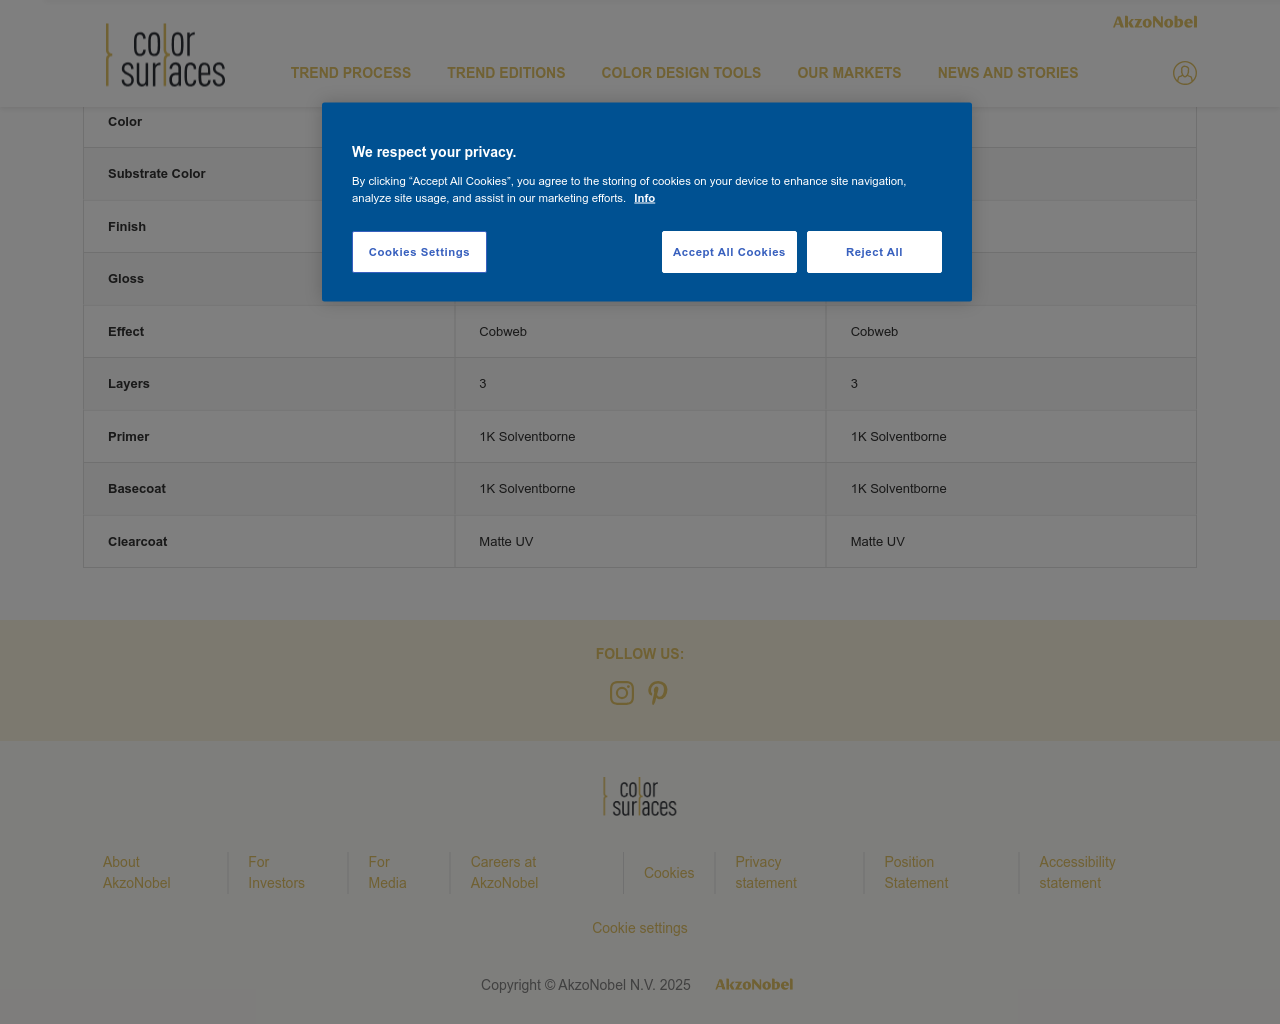 AkzoNobel
color
surfaces
TREND PROCESS TREND EDITIONS COLOR DESIGN TOOLS OUR MARKETS NEWS AND STORIES
Color
Substrate Color
Finish
Gloss
We respect your privacy.
By clicking “Accept All Cookies”, you agree to the storing of cookies on your device to enhance site navigation,
analyze site usage, and assist in our marketing efforts. Info
Cookies Settings Accept All Cookies Reject All
Effect Cobweb Cobweb
Layers 3 3
Primer 1K Solventborne 1K Solventborne
Basecoat 1K Solventborne 1K Solventborne
Clearcoat Matte UV Matte UV
FOLLOW US:
color
surfaces
About
AkzoNobel
For
Investors
For
Media
Careers at
AkzoNobel
Cookies
Privacy
statement
Position
Statement
Accessibility
statement
Cookie settings
Copyright © AkzoNobel N.V. 2025 AkzoNobel